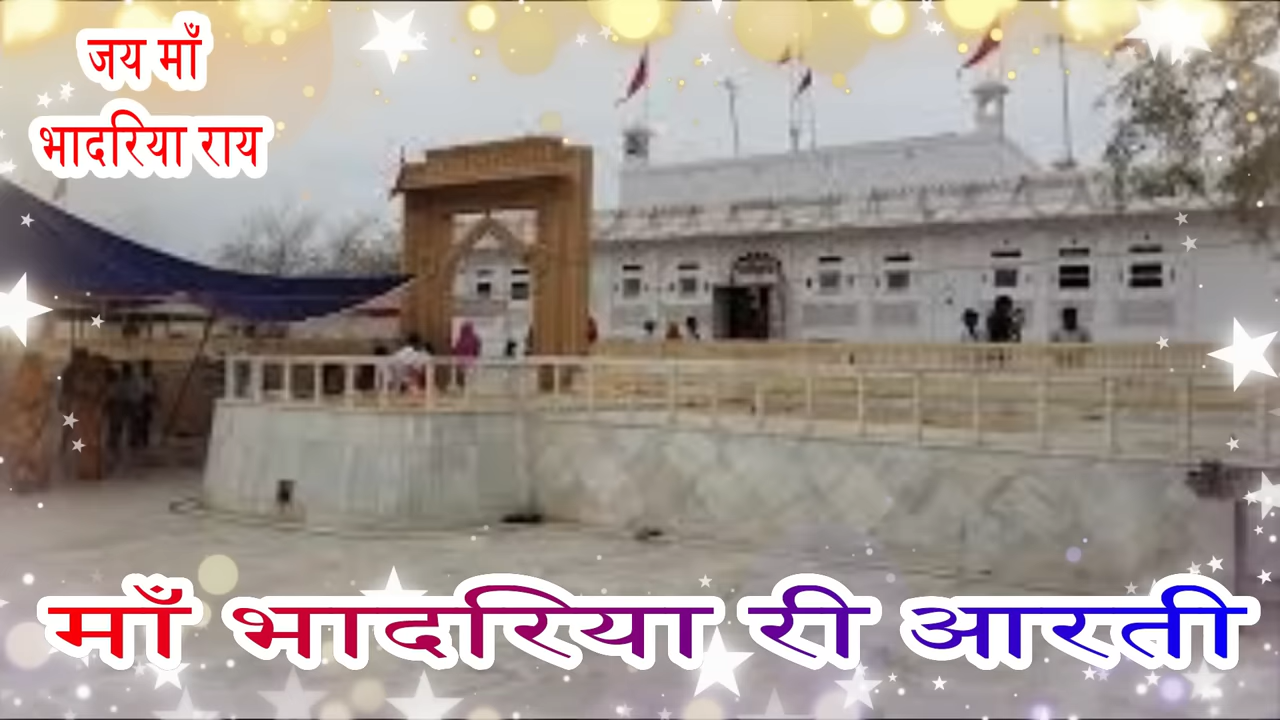 जय माँ
भादरिया राय
माँ भादरिया री आरती